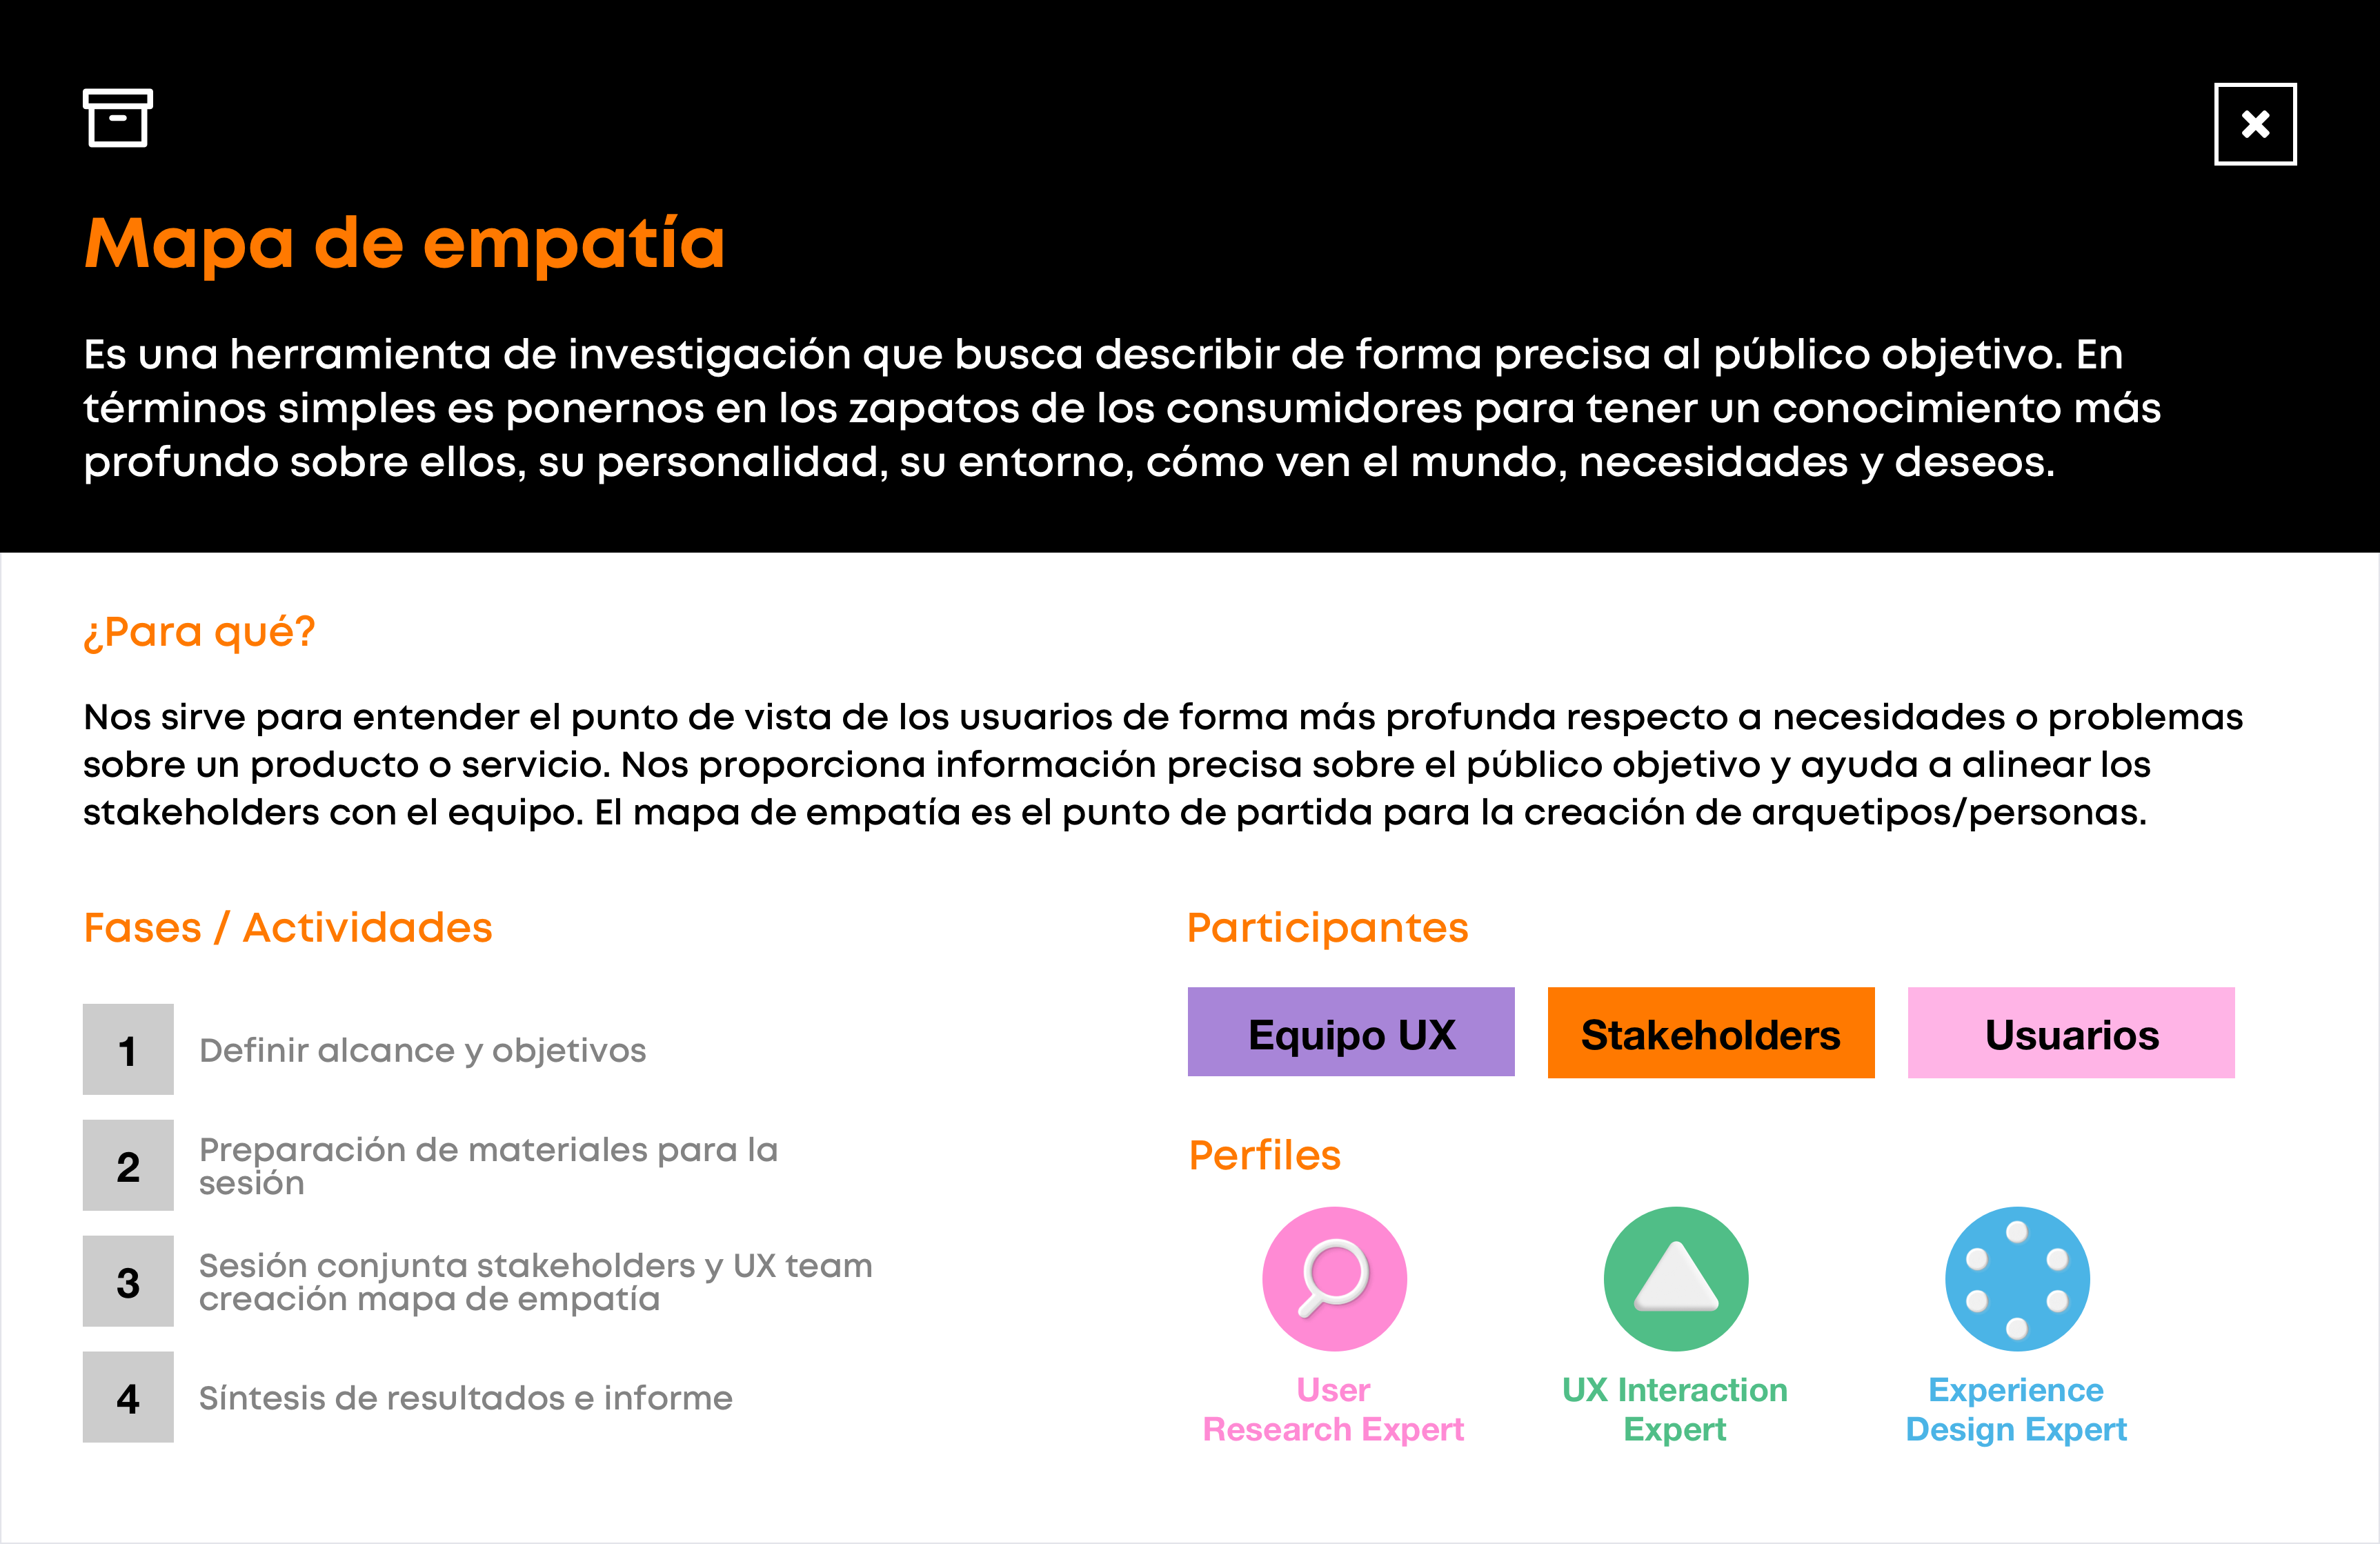 Mapa de empatía
Es una herramienta de investigación que busca describir de forma precisa al público objetivo. En
términos simples es ponernos en los zapatos de los consumidores para tener un conocimiento más
profundo sobre ellos, su personalidad, su entorno, cómo ven el mundo, necesidades y deseos.
¿Para qué?
Nos sirve para entender el punto de vista de los usuarios de forma más profunda respecto a necesidades o problemas
sobre un producto o servicio. Nos proporciona información precisa sobre el público objetivo y ayuda a alinear los
stakeholders con el equipo. El mapa de empatía es el punto de partida para la creación de arquetipos/personas.
Fases / Actividades
1
Definir alcance y objetivos
2
Preparación de materiales para la
sesión
3
Sesión conjunta stakeholders y UX team
creación mapa de empatía
4
Síntesis de resultados e informe
Participantes
Equipo UX
Stakeholders
Usuarios
Perfiles
User
Research Expert
UX Interaction
Expert
Experience
Design Expert